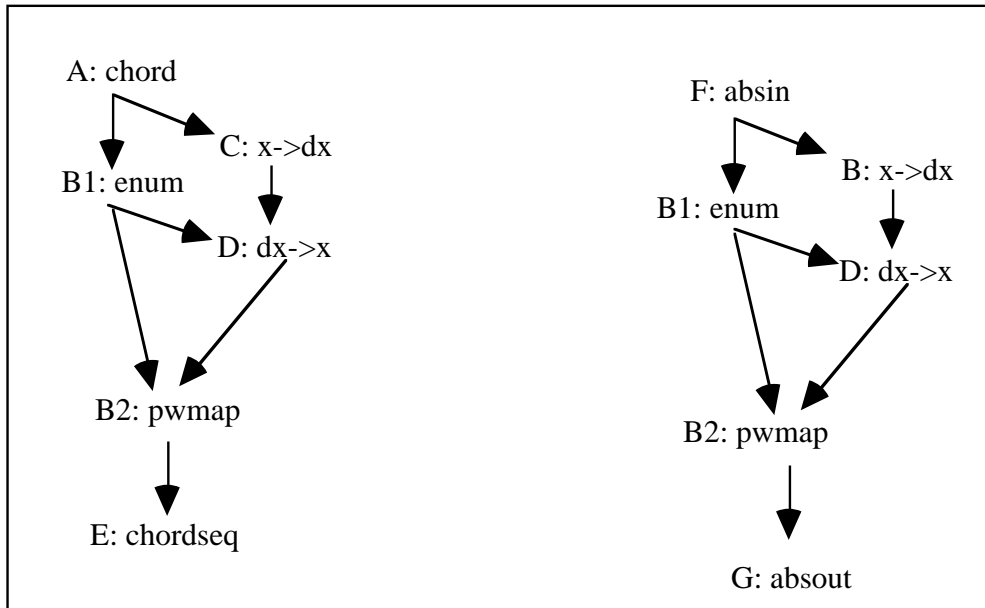 A: chord
C: x->dx
B1: enum
D: dx->x
B2: pwmap
E: chordseq
F: absin
B: x->dx
B1: enum
D: dx->x
B2: pwmap
G: absout